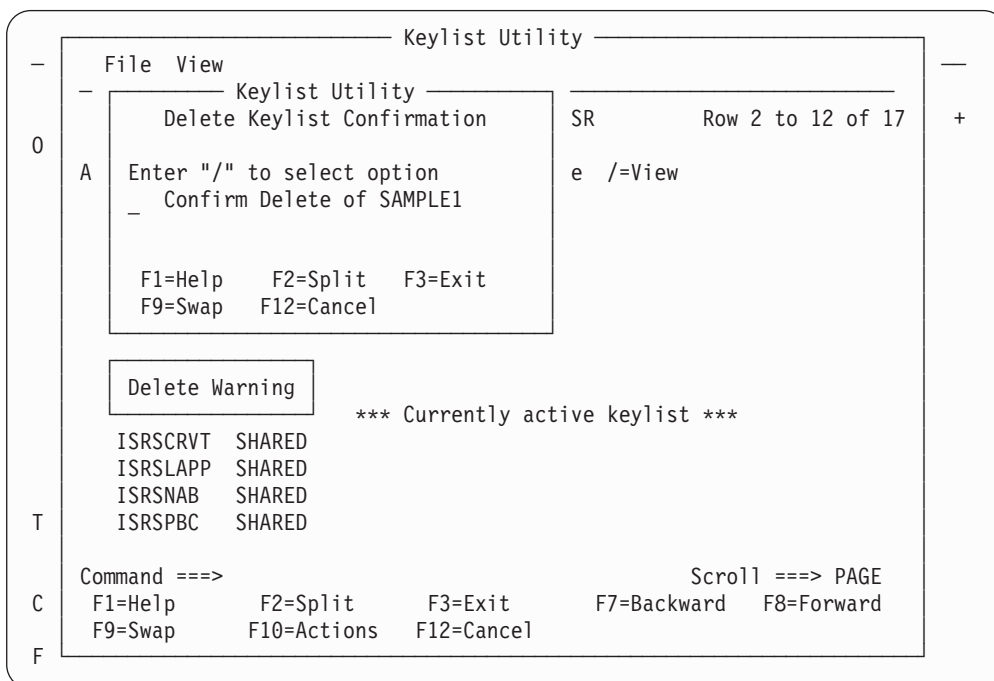 Keylist Utility
File View
Keylist Utility
Delete Keylist Confirmation SR Row 2 to 12 of 17 +
O
A Enter "/" to select option e /=View
_ Confirm Delete of SAMPLE1
F1=Help F2=Split F3=Exit
F9=Swap F12=Cancel
Delete Warning
*** Currently active keylist ***
ISRSCRVT SHARED
ISRSLAPP SHARED
ISRSNAB SHARED
T ISRSPBC SHARED
Command ===> Scroll ===> PAGE
C F1=Help F2=Split F3=Exit F7=Backward F8=Forward
F9=Swap F10=Actions F12=Cancel
F